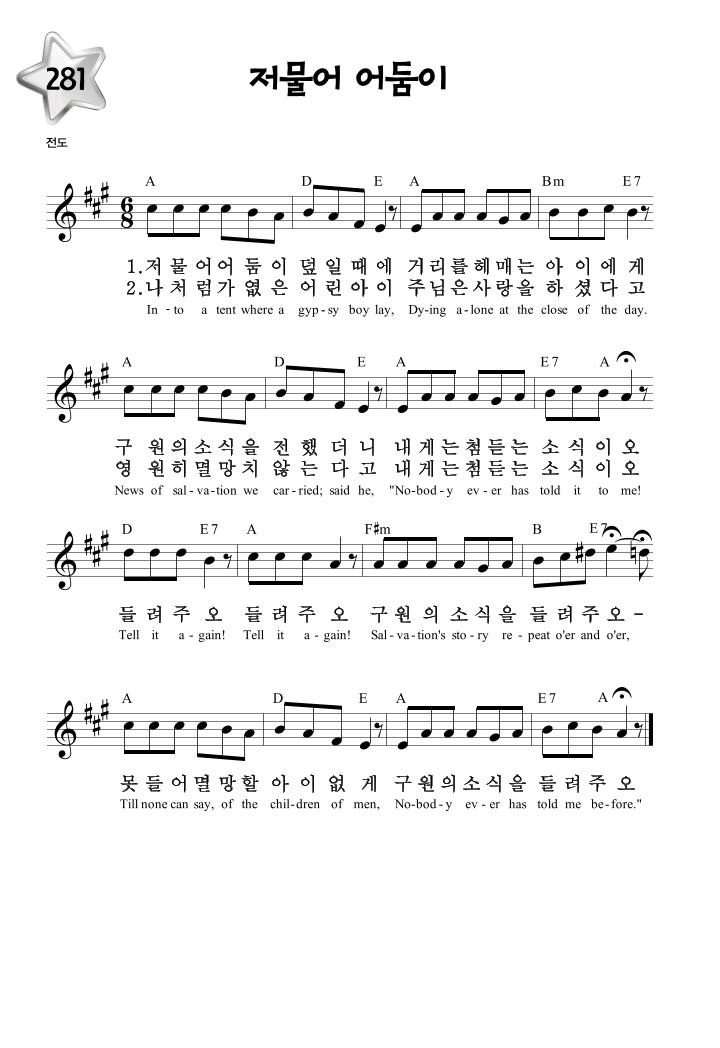 281
저물어 어둠이
전도
A D E A Bm E7
1.저 물 어어 둠 이 덮 일 때 에 거 리 를 헤 매 는 아 이 에 게
2.나 처 럼가 엾 은 어 린 아 이 주 님 은 사 랑 을 하 셨 다 고
In - to a tent where a gyp - sy boy lay, Dy - ing a - lone at the close of the day.
A D E A E7 A
구 원 의 소 식 을 전 했 더 니 내 게 는 첨 듣 는 소 식 이 오
영 원 히 멸 망 치 않 는 다 고 내 게 는 첨 듣 는 소 식 이 오
News of sal - va - tion we car - ried; said he, "No - bod - y ev - er has told it to me!
D E7 A F#m B E7
들 려 주 오 들 려 주 오 구 원 의 소 식 을 들 려 주 오 -
Tell it a - gain! Tell it a - gain! Sal - va - tion's sto - ry re - peat o'er and o'er,
A D E A E7 A
못 들 어 멸 망 할 아 이 없 게 구 원 의 소 식 을 들 려 주 오
Till none can say, of the chil - dren of men, No - bod - y ev - er has told me be - fore."